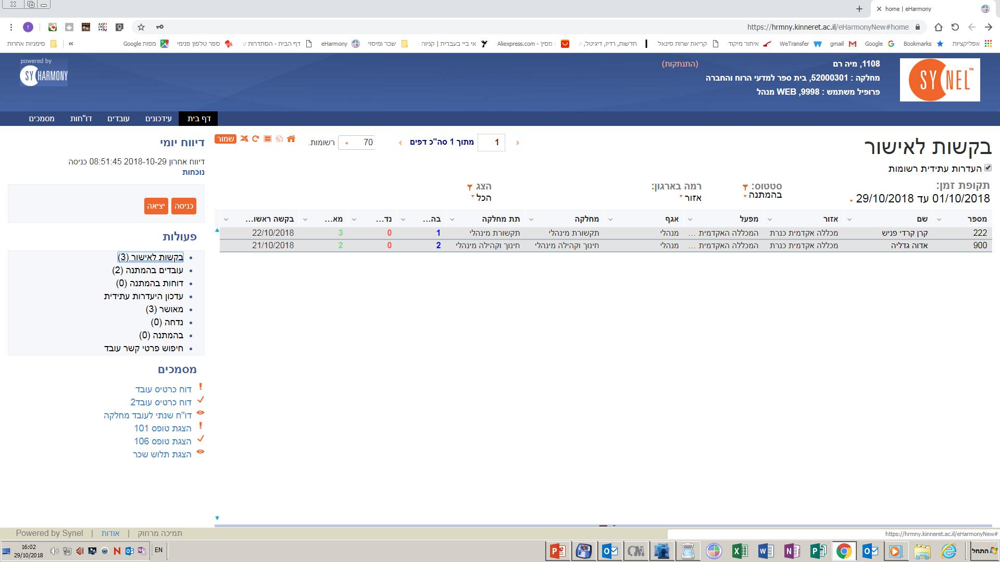 home | eHarmony
https://hrmny.kinneret.ac.il/eHarmonyNew#home
אפליקציות
Bookmarks
Google
gmail
WeTransfer
איתור מיקוד
קריאת שרות סינאל
חדשות, רדיו, דיגיטל,
Aliexpress.com - מסין
אי ביי בעברית | קניות
שכר ומיסוי
eHarmony
דף הבית - הסתדרות
ספר טלפון פנימי
מפות Google
סימניות אחרות
SYNEL™
1108, מיה רם
(התנתקות)
מחלקה : 52000301, בית ספר למדעי הרוח והחברה
פרופיל משתמש : 9998, WEB מנהל
powered by
SYHARMONY
דף בית
עידכונים
עובדים
דו"חות
מסמכים
בקשות לאישור
1 מתוך 1 סה"כ דפים
70 רשומות.
שמור
העדרות עתידית רשומות
תקופת זמן:
01/10/2018 עד 29/10/2018
סטטוס:
בהמתנה
רמה בארגון:
אזור
הצג
הכל
מספר שם אזור מפעל אגף מחלקה תת מחלקה בה... נד... מא... בקשה ראשו...
222 קרן קרדי פניש מכללה אקדמית כנרת המכללה האקדמית ... מנהלי תקשורת מינהלי תקשורת מינהלי 1 0 3 22/10/2018
900 אדוה גדליה מכללה אקדמית כנרת המכללה האקדמית ... מנהלי חינוך וקהילה מינהלי חינוך וקהילה מינהלי 2 0 2 21/10/2018
דיווח יומי
דיווח אחרון 2018-10-29 08:51:45 כניסה
נוכחות
כניסה
יציאה
פעולות
בקשות לאישור (3)
עובדים בהמתנה (2)
דוחות בהמתנה (0)
עדכון היעדרות עתידית
מאושר (3)
נדחה (0)
בהמתנה (0)
חיפוש פרטי קשר עובד
מסמכים
דוח כרטיס עובד
דוח כרטיס עובד2
דו"ח שנתי לעובד מחלקה
הצגת טופס 101
הצגת טופס 106
הצגת תלוש שכר
תמיכה מרחוק | אודות | Powered by Synel
https://hrmny.kinneret.ac.il/eHarmonyNew#
התחל
EN
16:02
29/10/2018